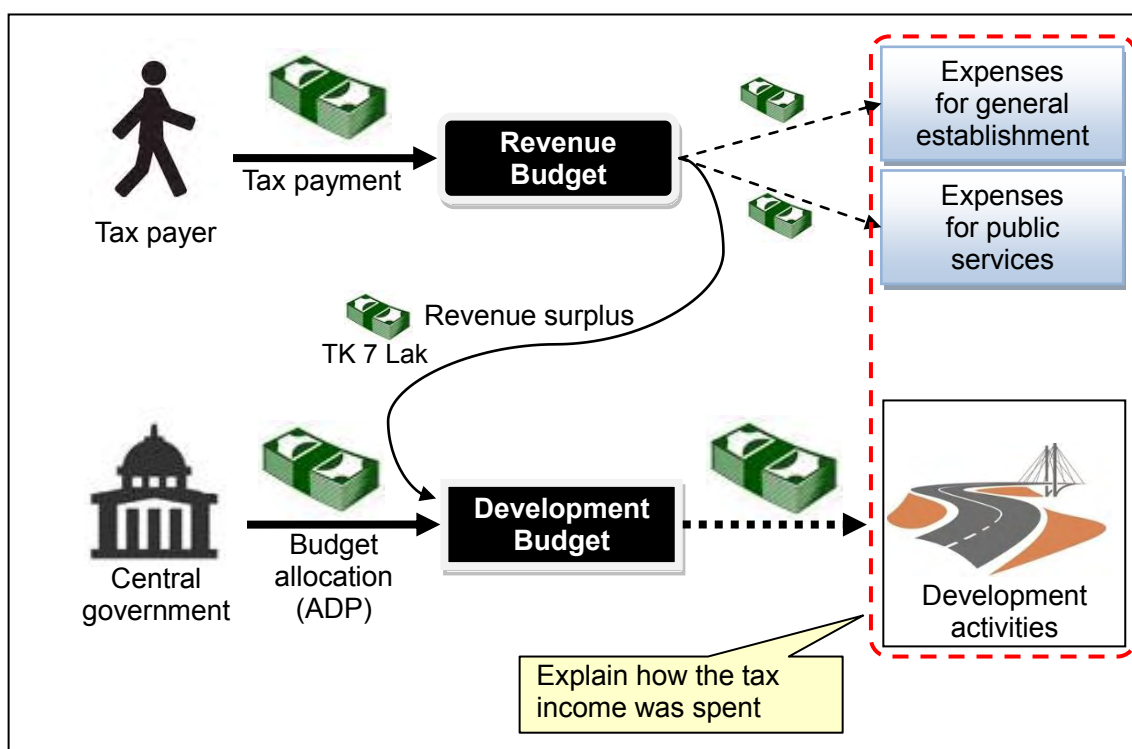 Tax payer
Tax payment
Revenue
Budget
Expenses
for general
establishment
Expenses
for public
services
Revenue surplus
TK 7 Lak
Central
government
Budget
allocation
(ADP)
Development
Budget
Development
activities
Explain how the tax
income was spent